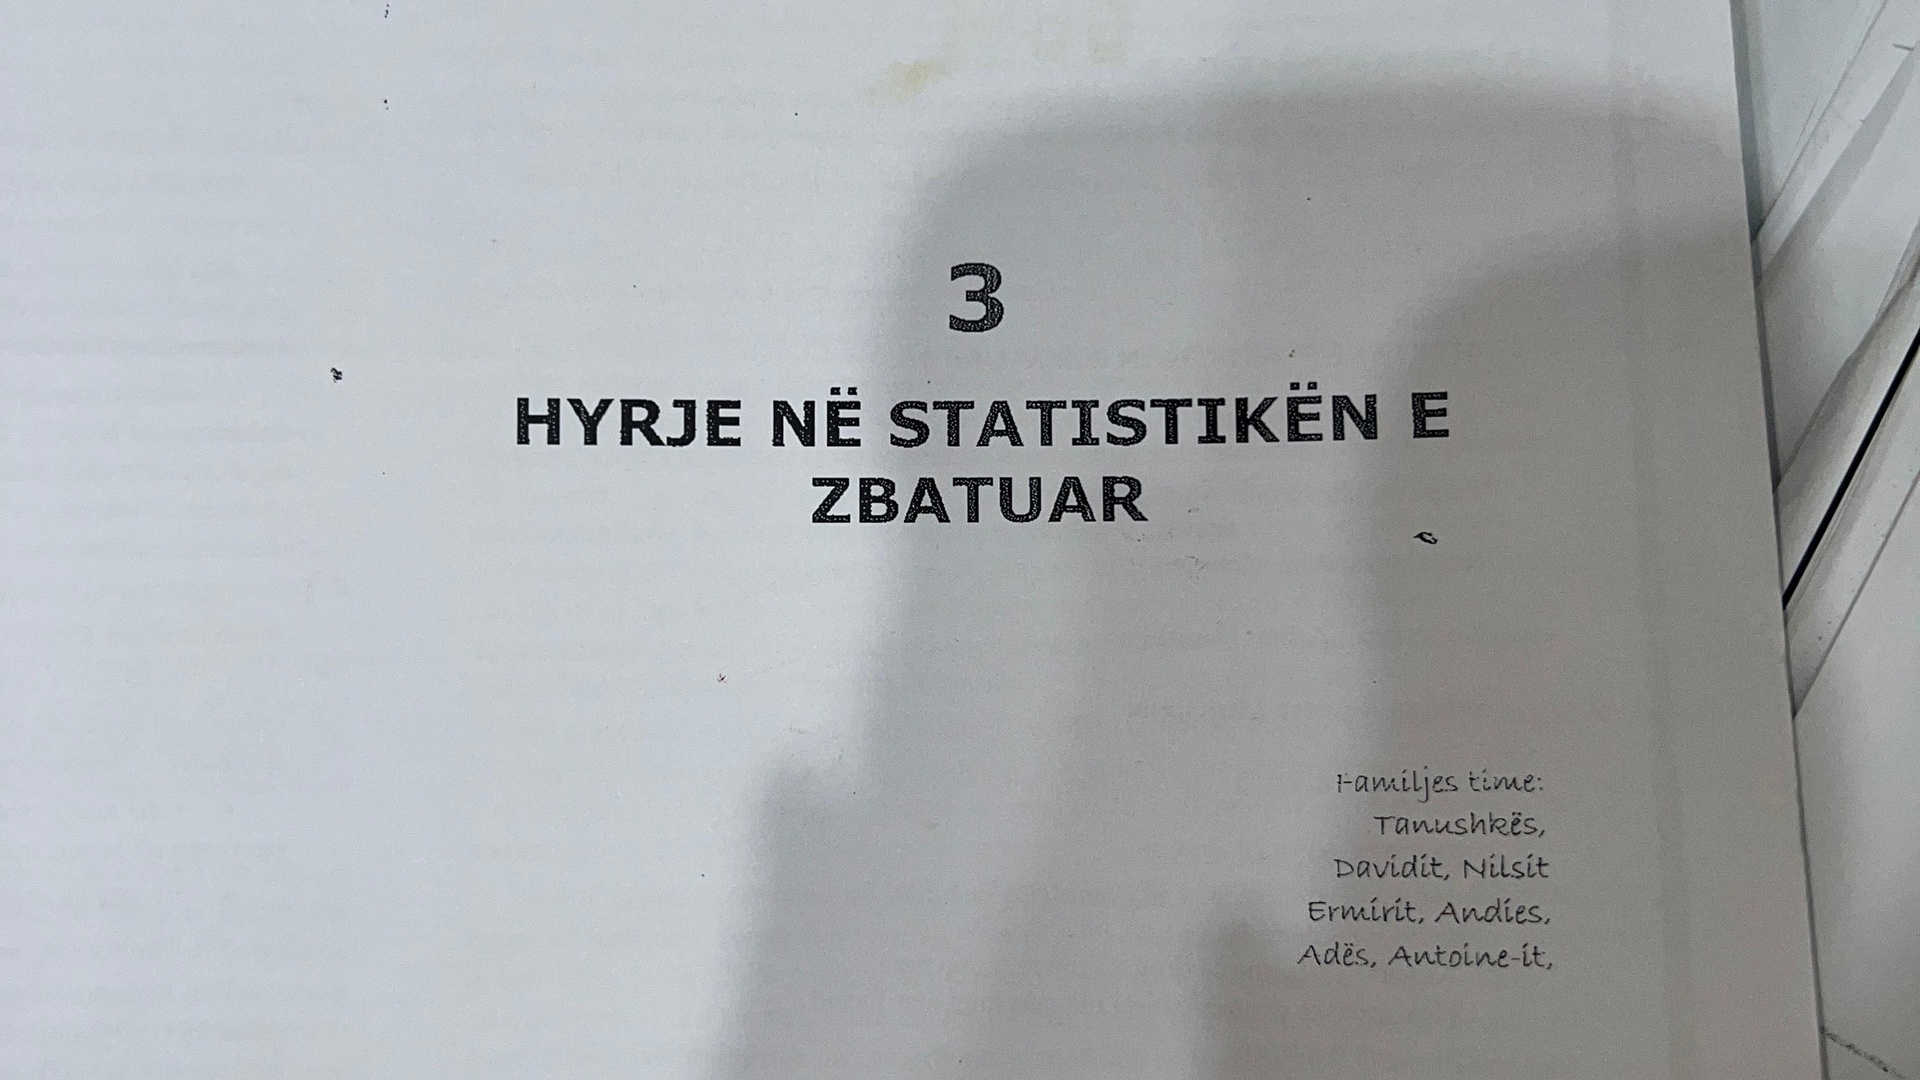 3
HYRJE NË STATISTIKËN E
ZBATUAR
Familjes time:
Tanushkës,
Davidit, Nilsit
Ermirit, Andies,
Adës, Antoine-it,